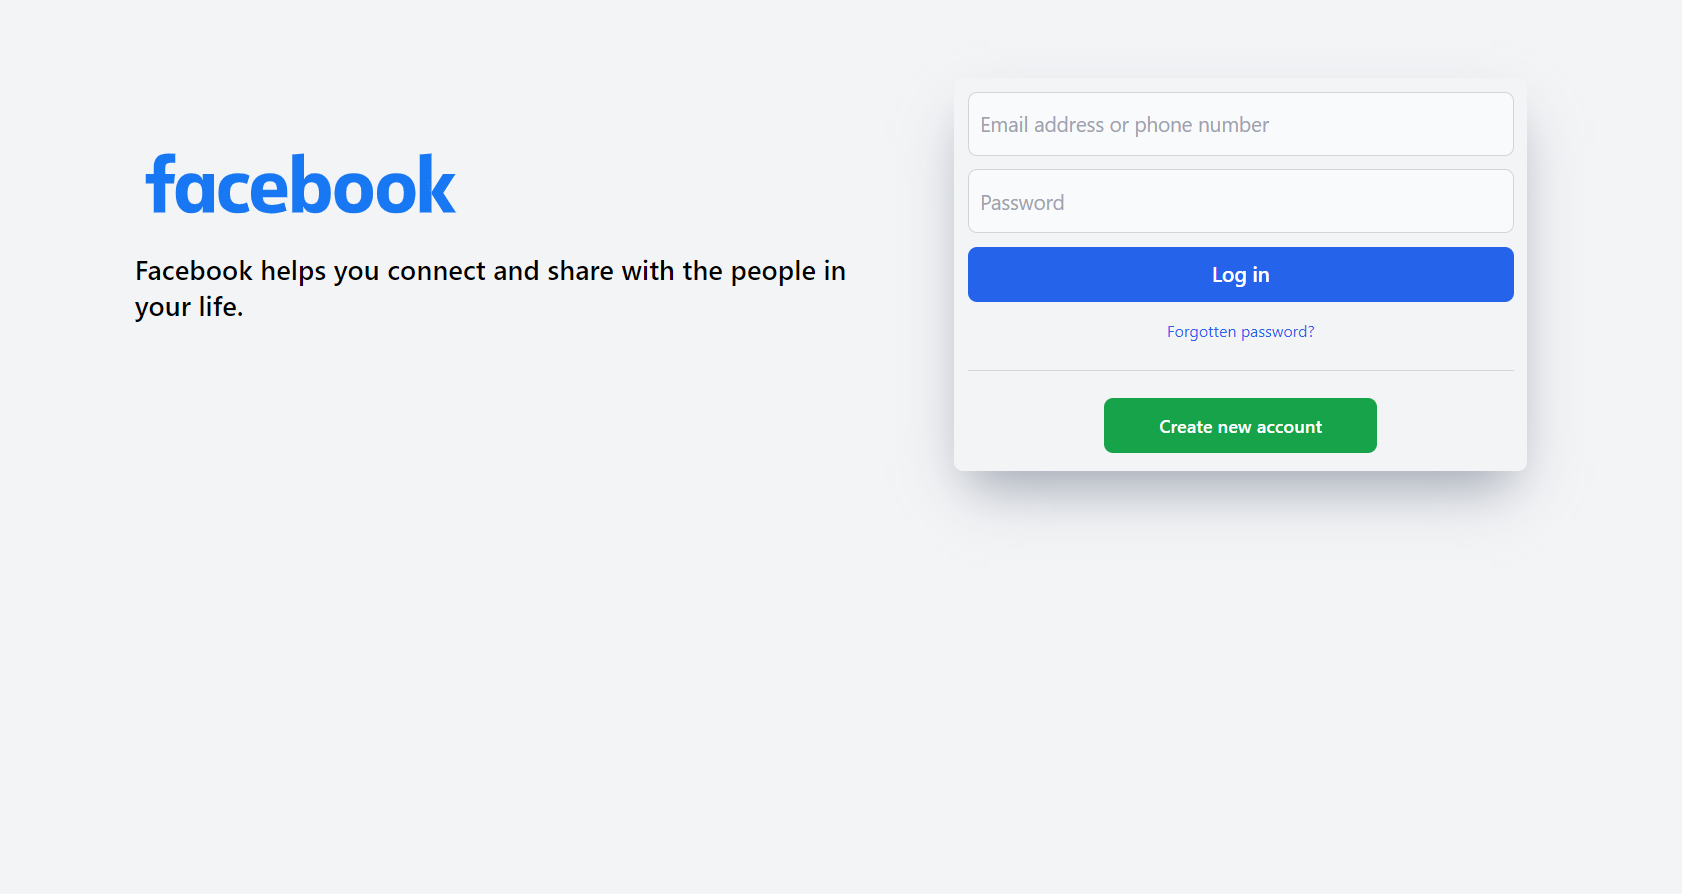 facebook
Facebook helps you connect and share with the people in
your life.
Email address or phone number
Password
Log in
Forgotten password?
Create new account